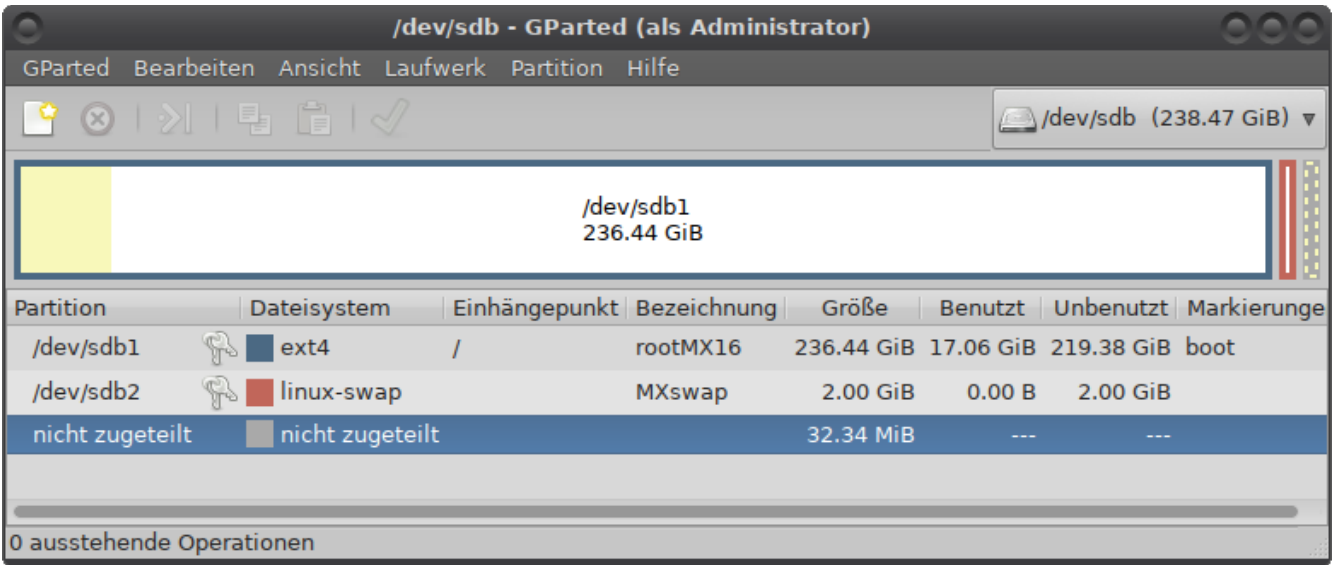 /dev/sdb - GParted (als Administrator)
GParted Bearbeiten Ansicht Laufwerk Partition Hilfe
/dev/sdb (238.47 GiB)
/dev/sdb1
236.44 GiB
Partition Dateisystem Einhängepunkt Bezeichnung Größe Benutzt Unbenutzt Markierunge
/dev/sdb1 ext4 / rootMX16 236.44 GiB 17.06 GiB 219.38 GiB boot
/dev/sdb2 linux-swap MXswap 2.00 GiB 0.00 B 2.00 GiB
nicht zugeteilt nicht zugeteilt 32.34 MiB --- ---
0 ausstehende Operationen